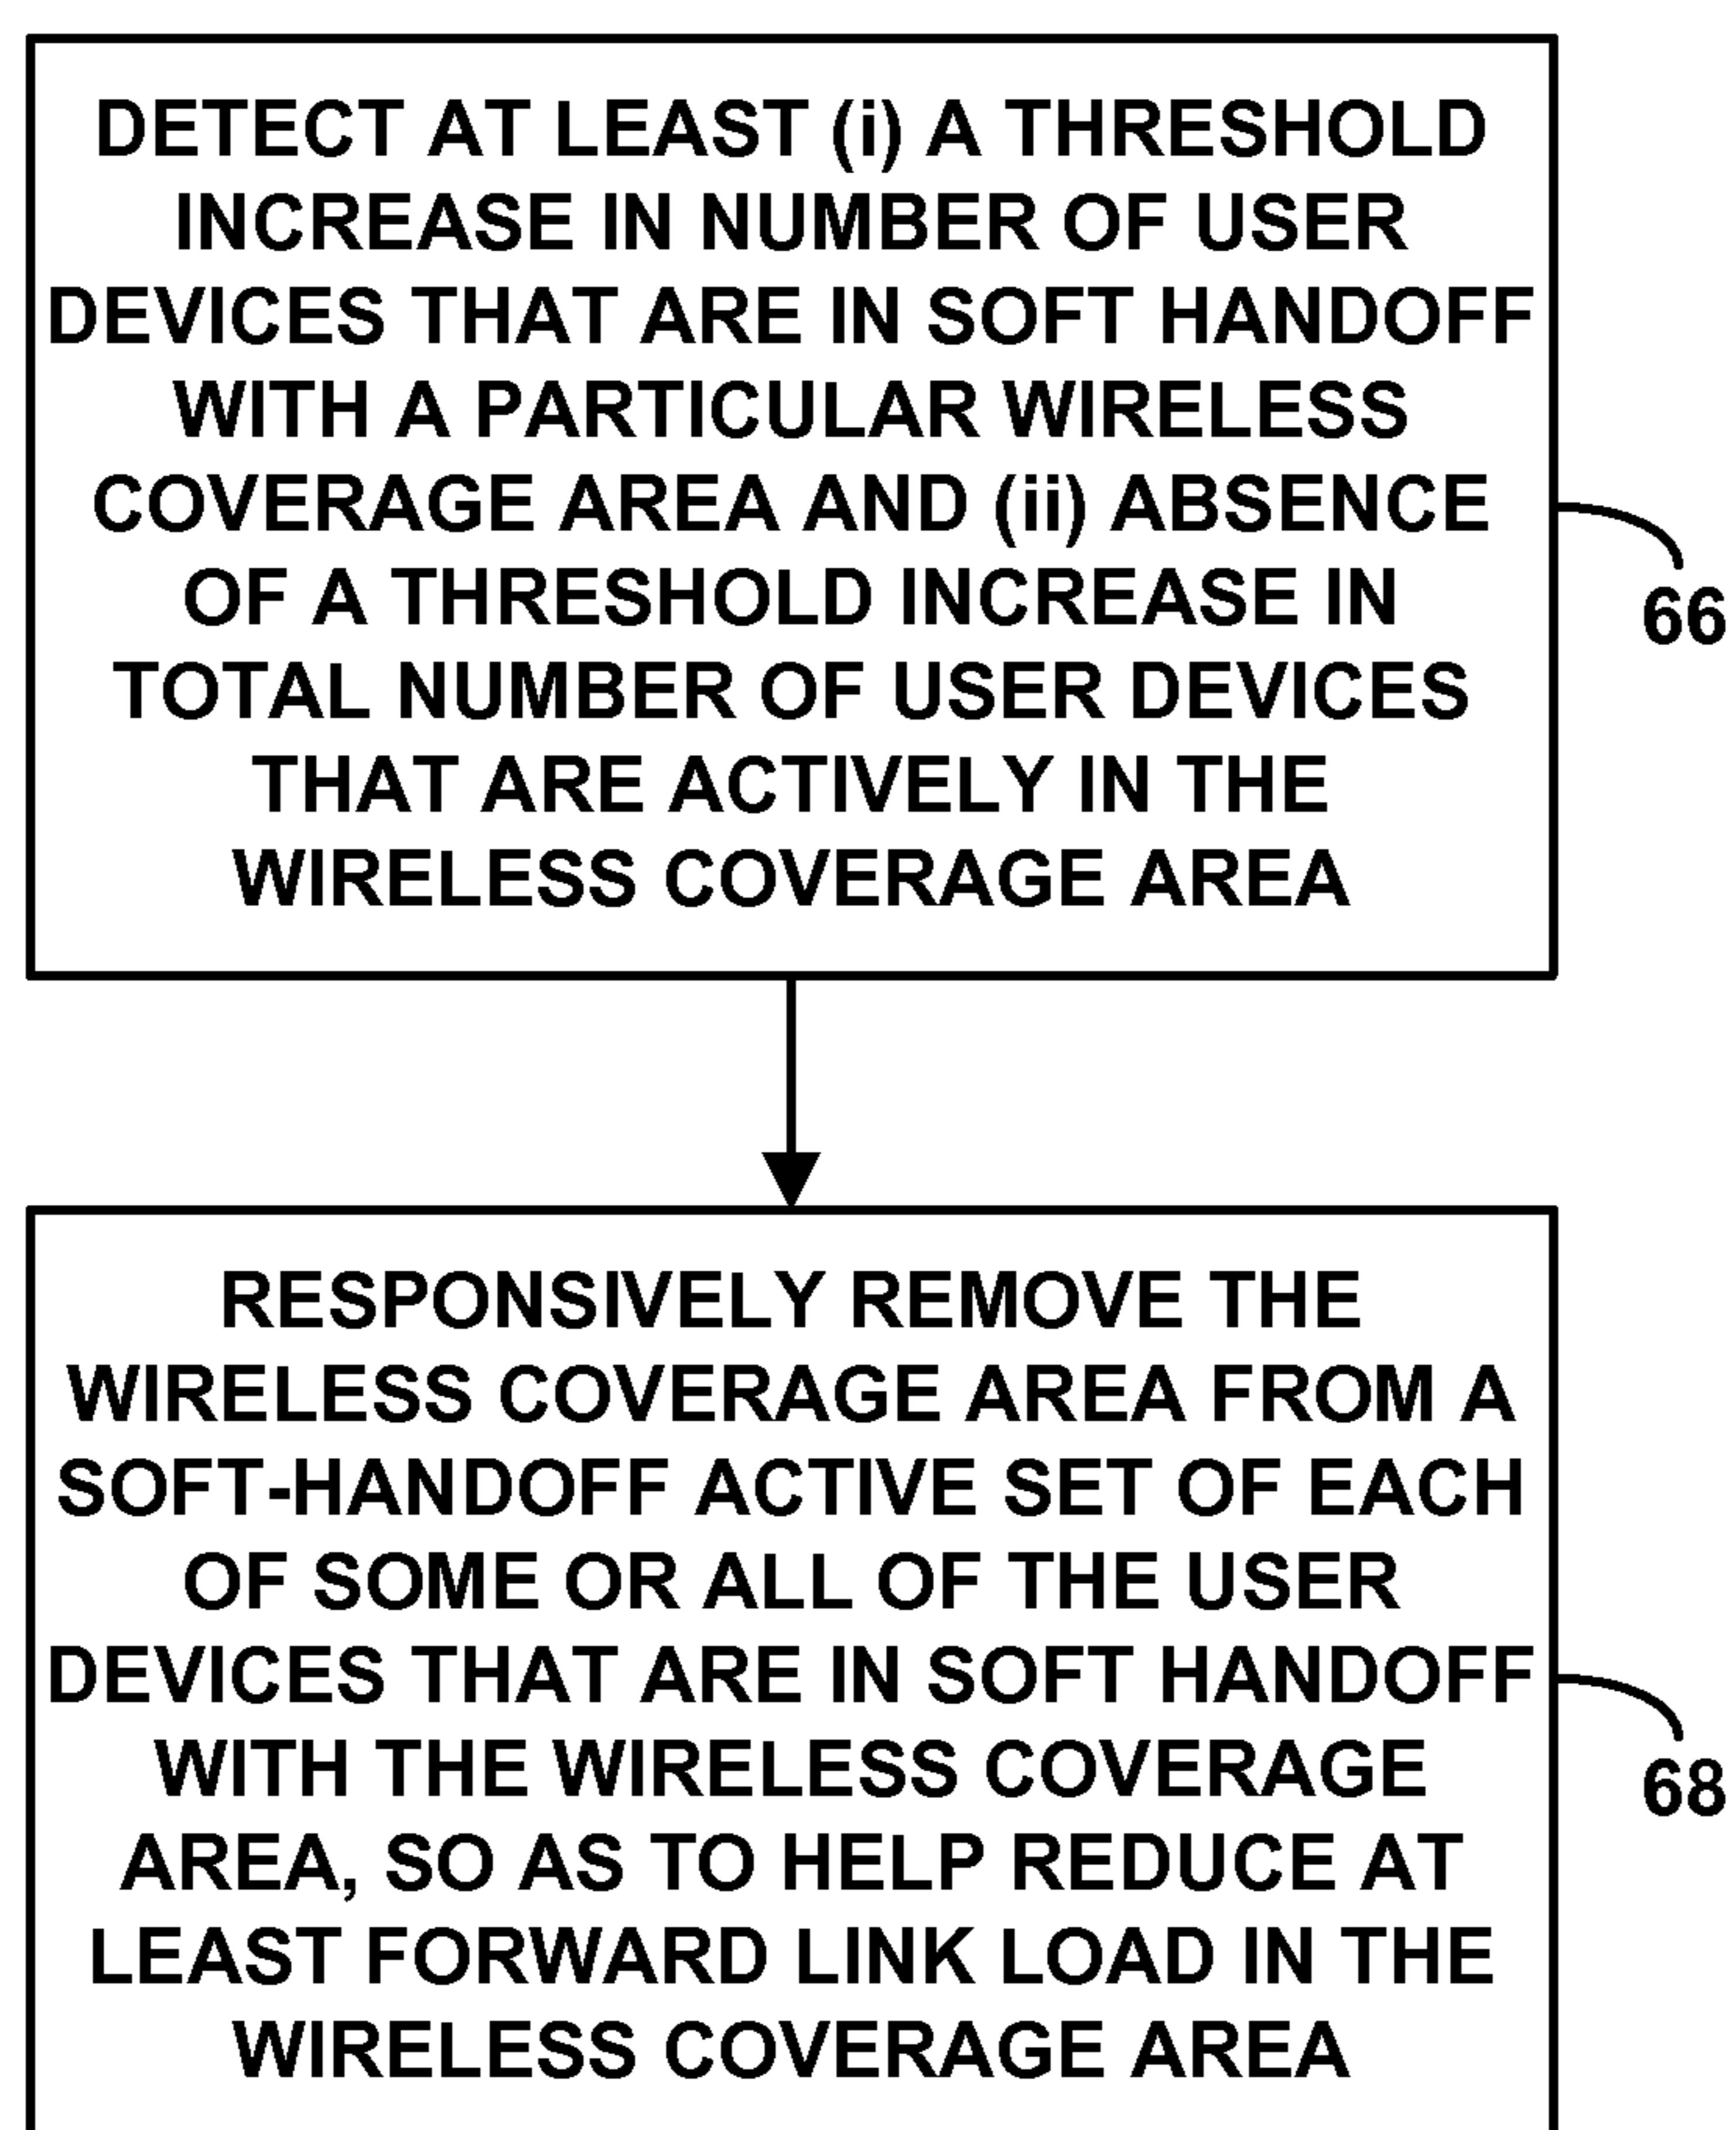 DETECT AT LEAST (i) A THRESHOLD
INCREASE IN NUMBER OF USER
DEVICES THAT ARE IN SOFT HANDOFF
WITH A PARTICULAR WIRELESS
COVERAGE AREA AND (ii) ABSENCE
OF A THRESHOLD INCREASE IN
TOTAL NUMBER OF USER DEVICES
THAT ARE ACTIVELY IN THE
WIRELESS COVERAGE AREA
66
RESPONSIVELY REMOVE THE
WIRELESS COVERAGE AREA FROM A
SOFT-HANDOFF ACTIVE SET OF EACH
OF SOME OR ALL OF THE USER
DEVICES THAT ARE IN SOFT HANDOFF
WITH THE WIRELESS COVERAGE
AREA, SO AS TO HELP REDUCE AT
LEAST FORWARD LINK LOAD IN THE
WIRELESS COVERAGE AREA
68